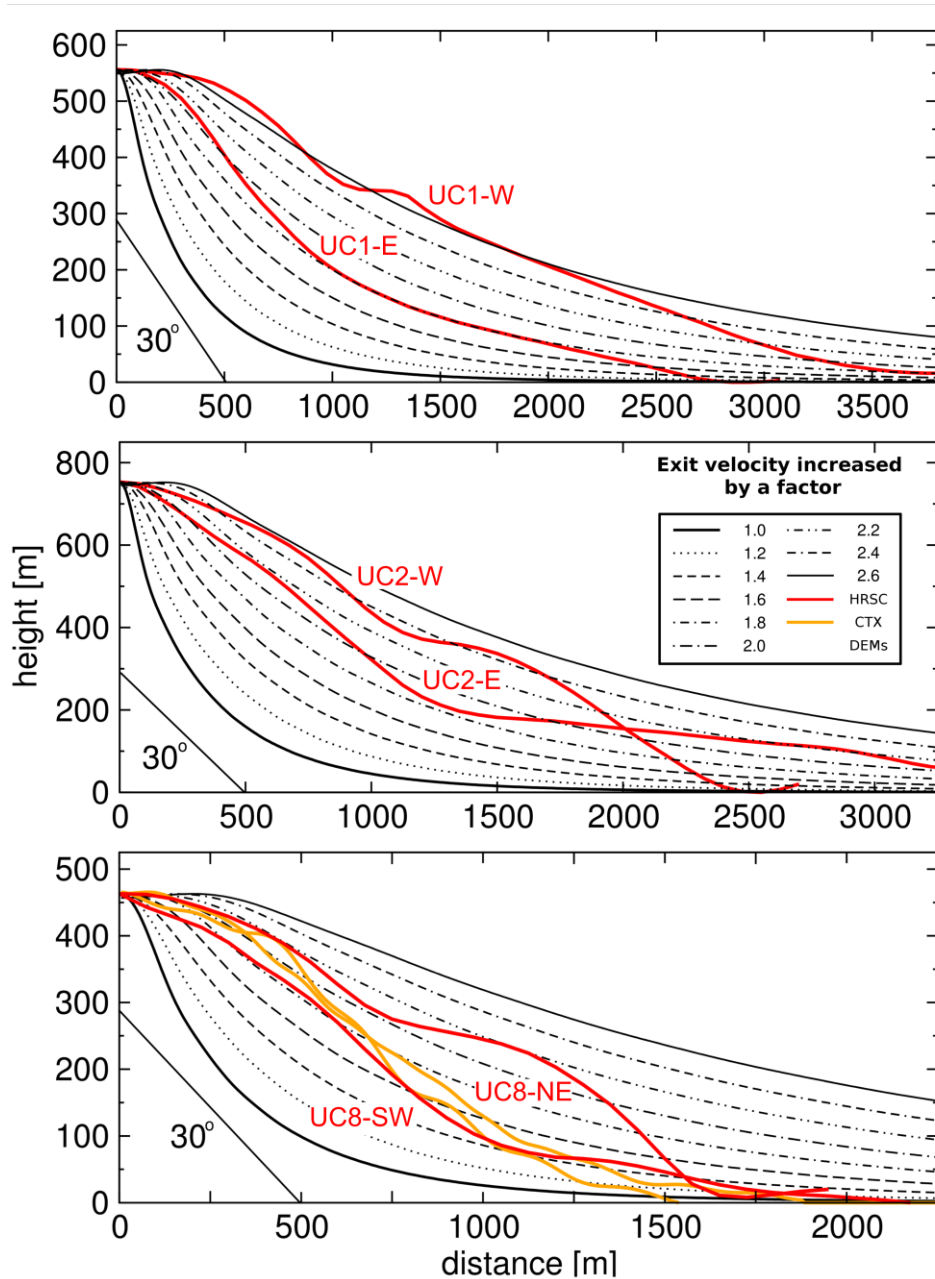 600
500
400
300
200
100
0
UC1-W
UC1-E
30°
0 500 1000 1500 2000 2500 3000 3500
800
600
400
200
0
height [m]
UC2-W
UC2-E
30°
Exit velocity increased
by a factor
1.0 2.2
1.2 2.4
1.4 2.6
1.6 HRSC
1.8 CTX
2.0 DEMs
0 500 1000 1500 2000 2500 3000
500
400
300
200
100
0
UC8-NE
UC8-SW
30°
0 500 1000 1500 2000
distance [m]